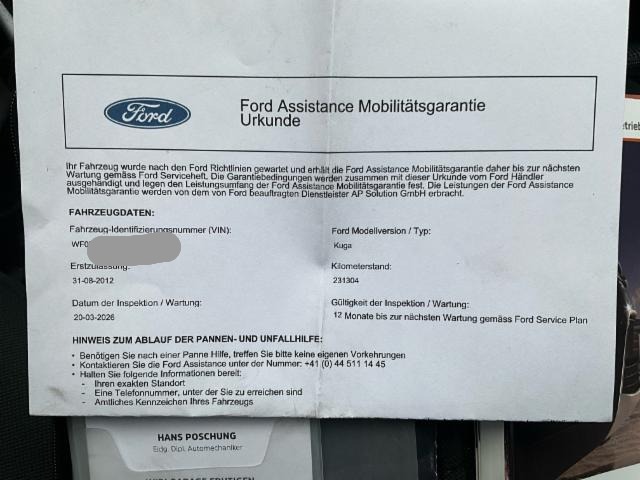 Ford
Ford Assistance Mobilitätsgarantie
Urkunde
Ihr Fahrzeug wurde nach den Ford Richtlinien gewartet und erhält die Ford Assistance Mobilitätsgarantie daher bis zur nächsten
Wartung gemäss Ford Serviceheft. Die Garantiebedingungen werden zusammen mit dieser Urkunde vom Ford Händler
ausgehändigt und legen den Leistungsumfang der Ford Assistance Mobilitätsgarantie fest. Die Leistungen der Ford Assistance
Mobilitätsgarantie werden von dem von Ford beauftragten Dienstleister AP Solution GmbH erbracht.
FAHRZEUGDATEN:
Fahrzeug-Identifizierungsnummer (VIN):
WF0
Erstzulassung:
31-08-2012
Datum der Inspektion / Wartung:
20-03-2026
Ford Modellversion / Typ:
Kuga
Kilometerstand:
231304
Gültigkeit der Inspektion / Wartung:
12 Monate bis zur nächsten Wartung gemäss Ford Service Plan
HINWEIS ZUM ABLAUF DER PANNEN- UND UNFALLHILFE:
• Benötigen Sie nach einer Panne Hilfe, treffen Sie bitte keine eigenen Vorkehrungen
• Kontaktieren Sie die Ford Assistance unter der Nummer: +41 (0) 44 511 14 45
• Halten Sie folgende Informationen bereit:
- Ihren exakten Standort
- Eine Telefonnummer, unter der Sie zu erreichen sind
- Amtliches Kennzeichen Ihres Fahrzeugs
HANS POSCHUNG
Eidg. Dipl. Automechaniker